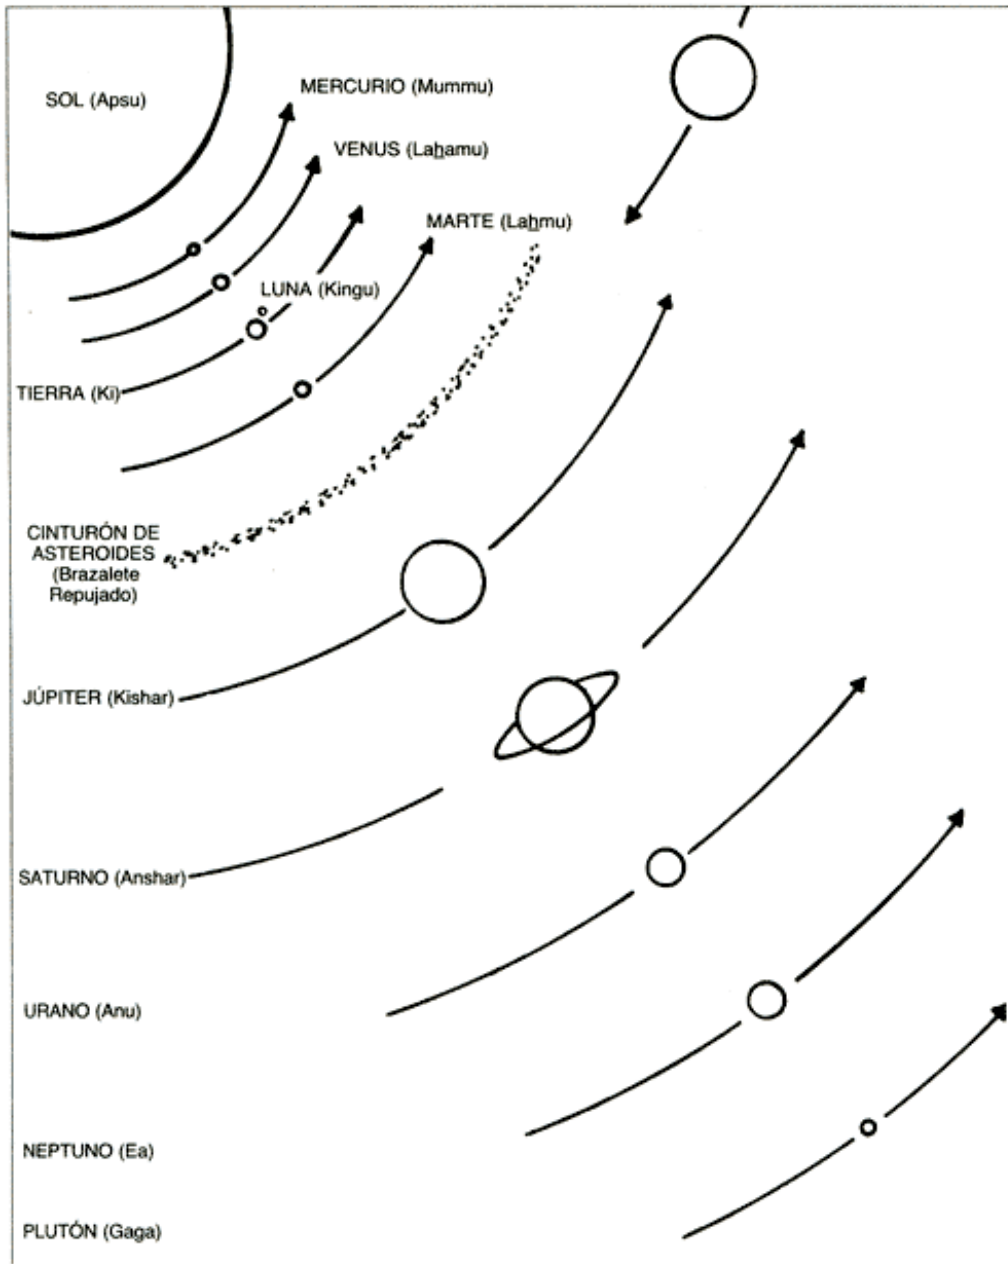 SOL (Apsu)
MERCURIO (Mummu)
VENUS (Lahamu)
MARTE (Lahmu)
LUNA (Kingu)
TIERRA (Ki)
CINTURÓN DE
ASTEROIDES
(Brazalete
Repujado)
JÚPITER (Kishar)
SATURNO (Anshar)
URANO (Anu)
NEPTUNO (Ea)
PLUTÓN (Gaga)